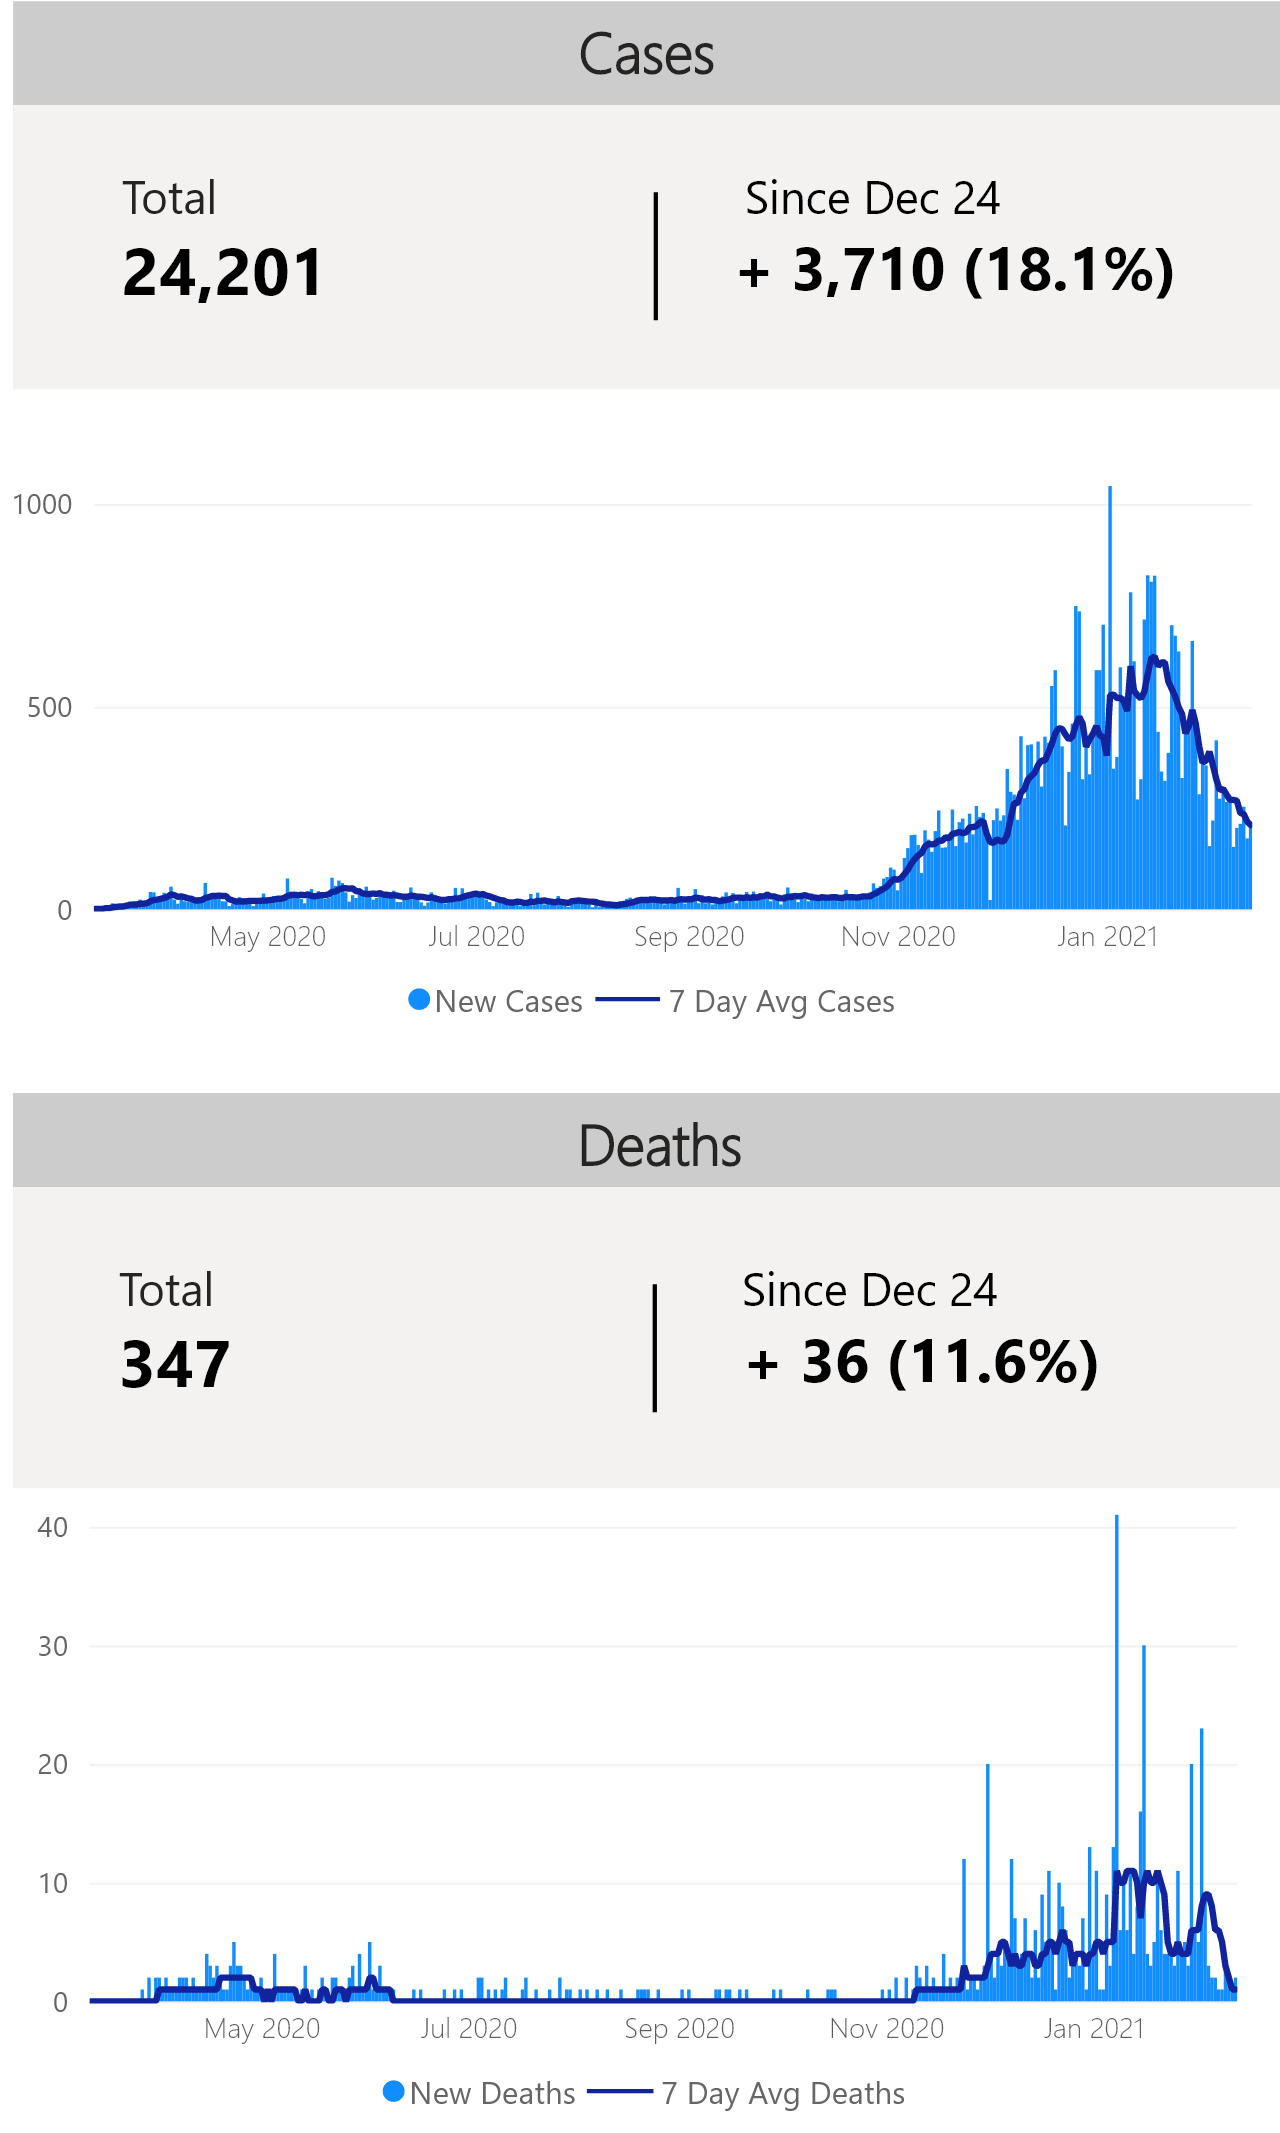 Cases
Total
Since Dec 24
24,201
+ 3,710 (18.1%)
1000
500
0
May 2020 Jul 2020 Sep 2020 Nov 2020 Jan 2021
New Cases 7 Day Avg Cases
Deaths
Total
Since Dec 24
347
+ 36 (11.6%)
40
30
20
10
0
May 2020 Jul 2020 Sep 2020 Nov 2020 Jan 2021
New Deaths 7 Day Avg Deaths